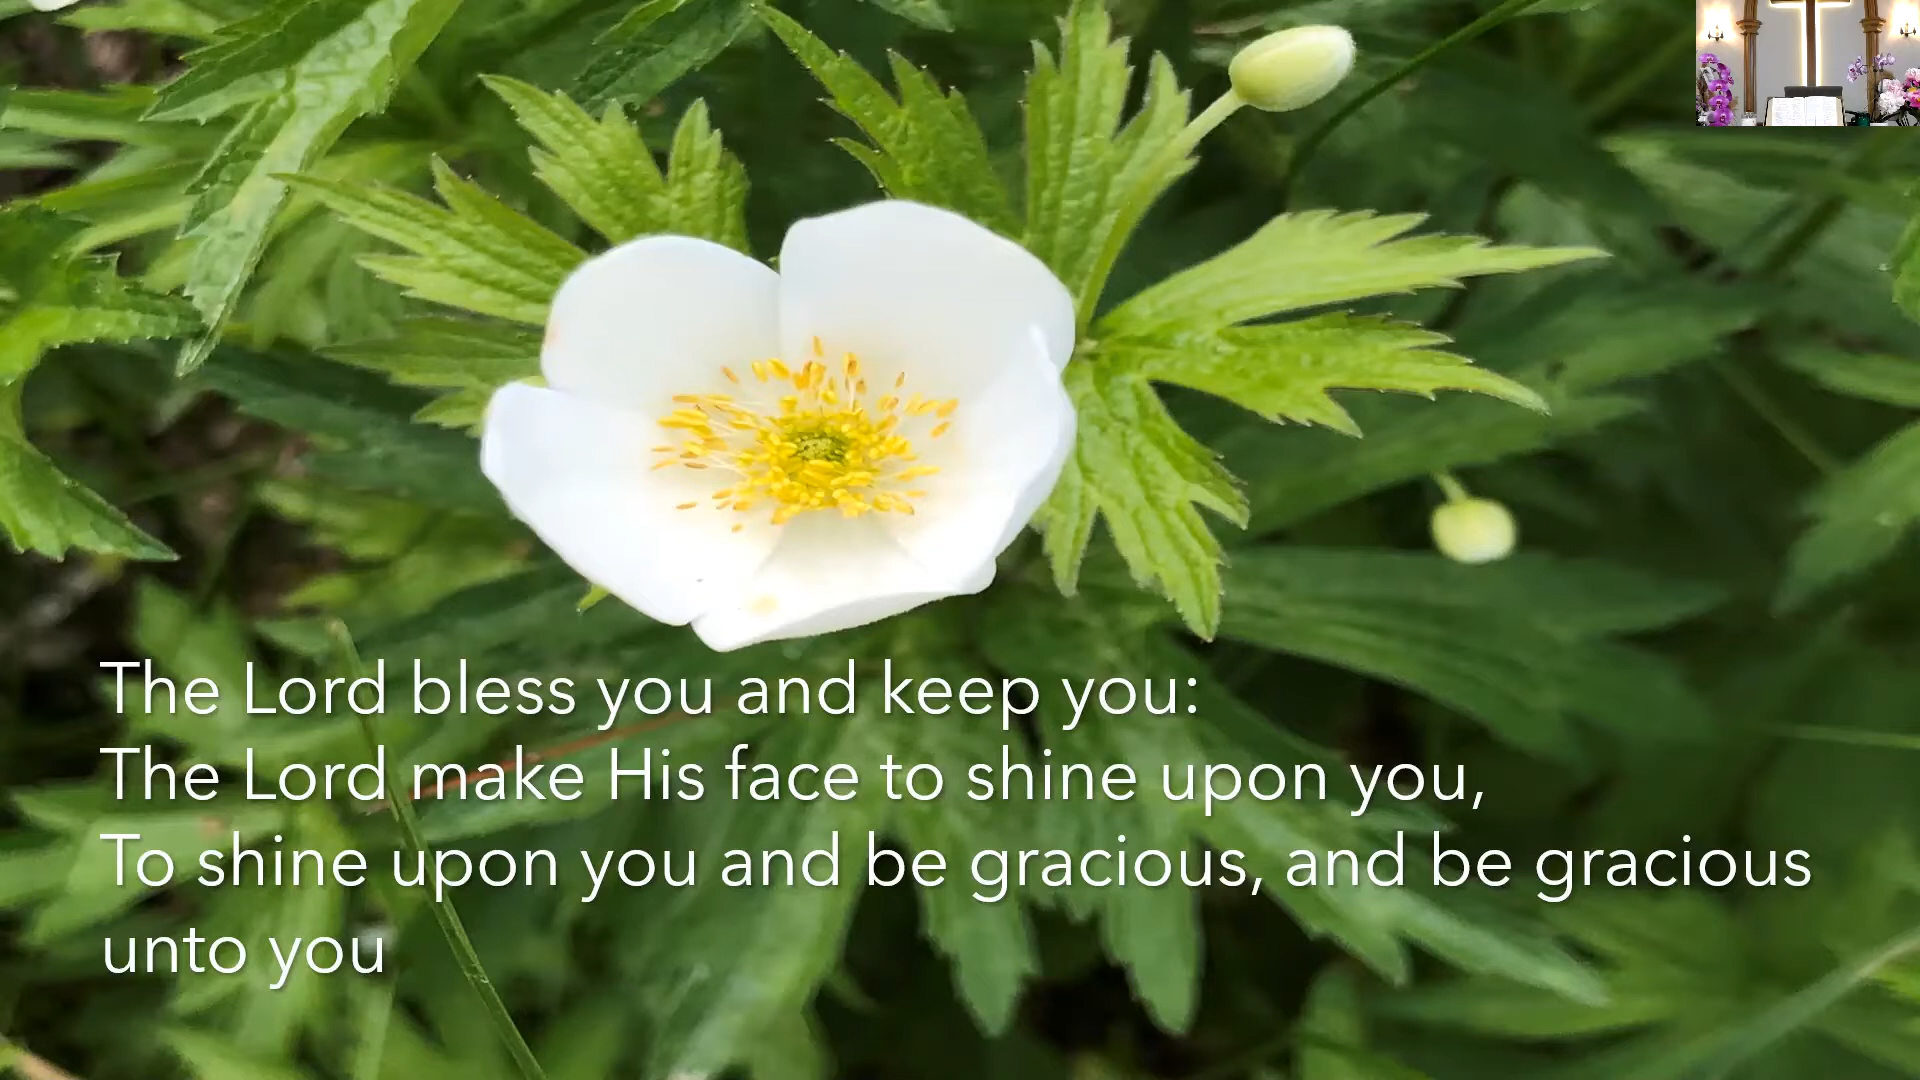 The Lord bless you and keep you:
The Lord make His face to shine upon you,
To shine upon you and be gracious, and be gracious
unto you